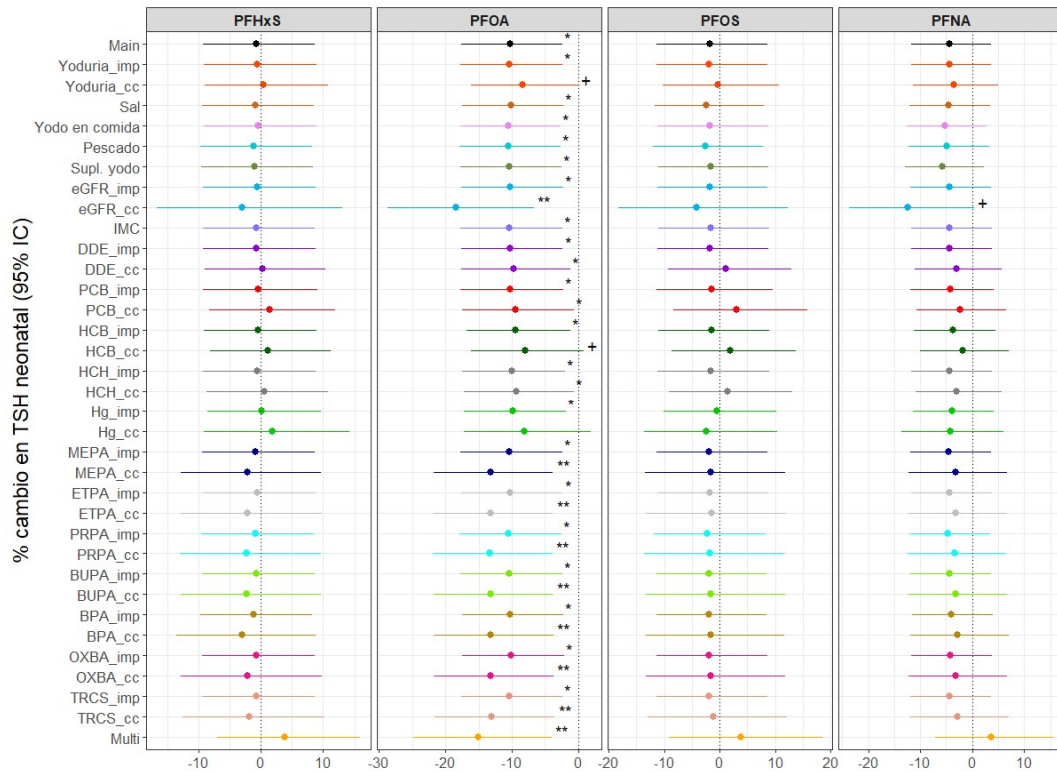 PFHxS PFOA PFOS PFNA
% cambio en TSH neonatal (95% IC)
Main *
Yoduria_imp *
Yoduria_cc +
Sal *
Yodo en comida *
Pescado *
Supl. yodo *
eGFR_imp *
eGFR_cc ** +
IMC *
DDE_imp *
DDE_cc *
PCB_imp *
PCB_cc *
HCB_imp *
HCB_cc +
HCH_imp *
HCH_cc *
Hg_imp *
Hg_cc
MEPA_imp *
MEPA_cc **
ETPA_imp *
ETPA_cc **
PRPA_imp *
PRPA_cc **
BUPA_imp *
BUPA_cc **
BPA_imp *
BPA_cc **
OXBA_imp *
OXBA_cc **
TRCS_imp *
TRCS_cc **
Multi **
-10 0 10 -30 -20 -10 0 -20 -10 0 10 20 -20 -10 0 10